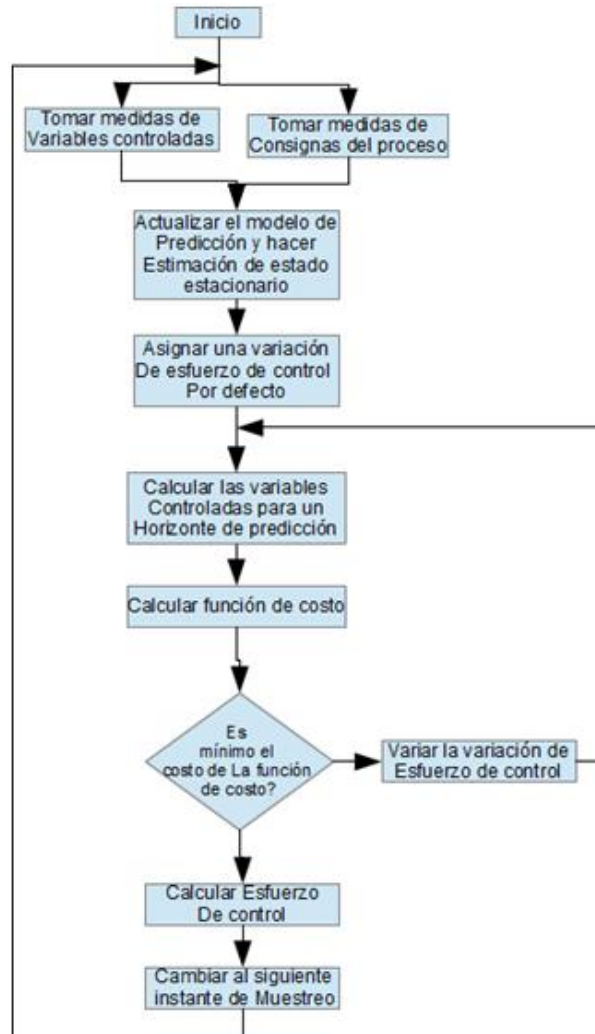 Inicio
Tomar medidas de
Variables controladas
Tomar medidas de
Consignas del proceso
Actualizar el modelo de
Predicción y hacer
Estimación de estado
estacionario
Asignar una variación
De esfuerzo de control
Por defecto
Calcular las variables
Controladas para un
Horizonte de predicción
Calcular función de costo
Es
mínimo el
costo de La función
de costo?
Variar la variación de
Esfuerzo de control
Calcular Esfuerzo
De control
Cambiar al siguiente
instante de Muestreo